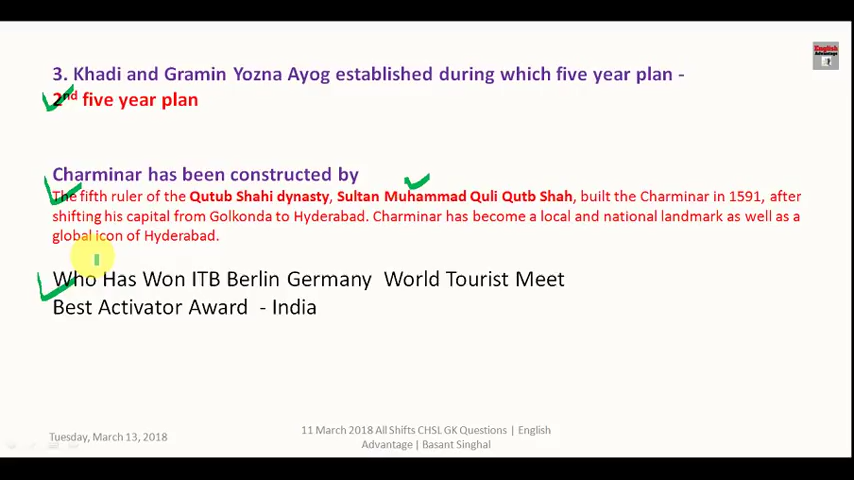 English
Advantage
3. Khadi and Gramin Yozna Ayog established during which five year plan -
2nd five year plan
Charminar has been constructed by
The fifth ruler of the Qutub Shahi dynasty, Sultan Muhammad Quli Qutb Shah, built the Charminar in 1591, after
shifting his capital from Golkonda to Hyderabad. Charminar has become a local and national landmark as well as a
global icon of Hyderabad.
Who Has Won ITB Berlin Germany World Tourist Meet
Best Activator Award - India
Tuesday, March 13, 2018
11 March 2018 All Shifts CHSL GK Questions | English
Advantage | Basant Singhal